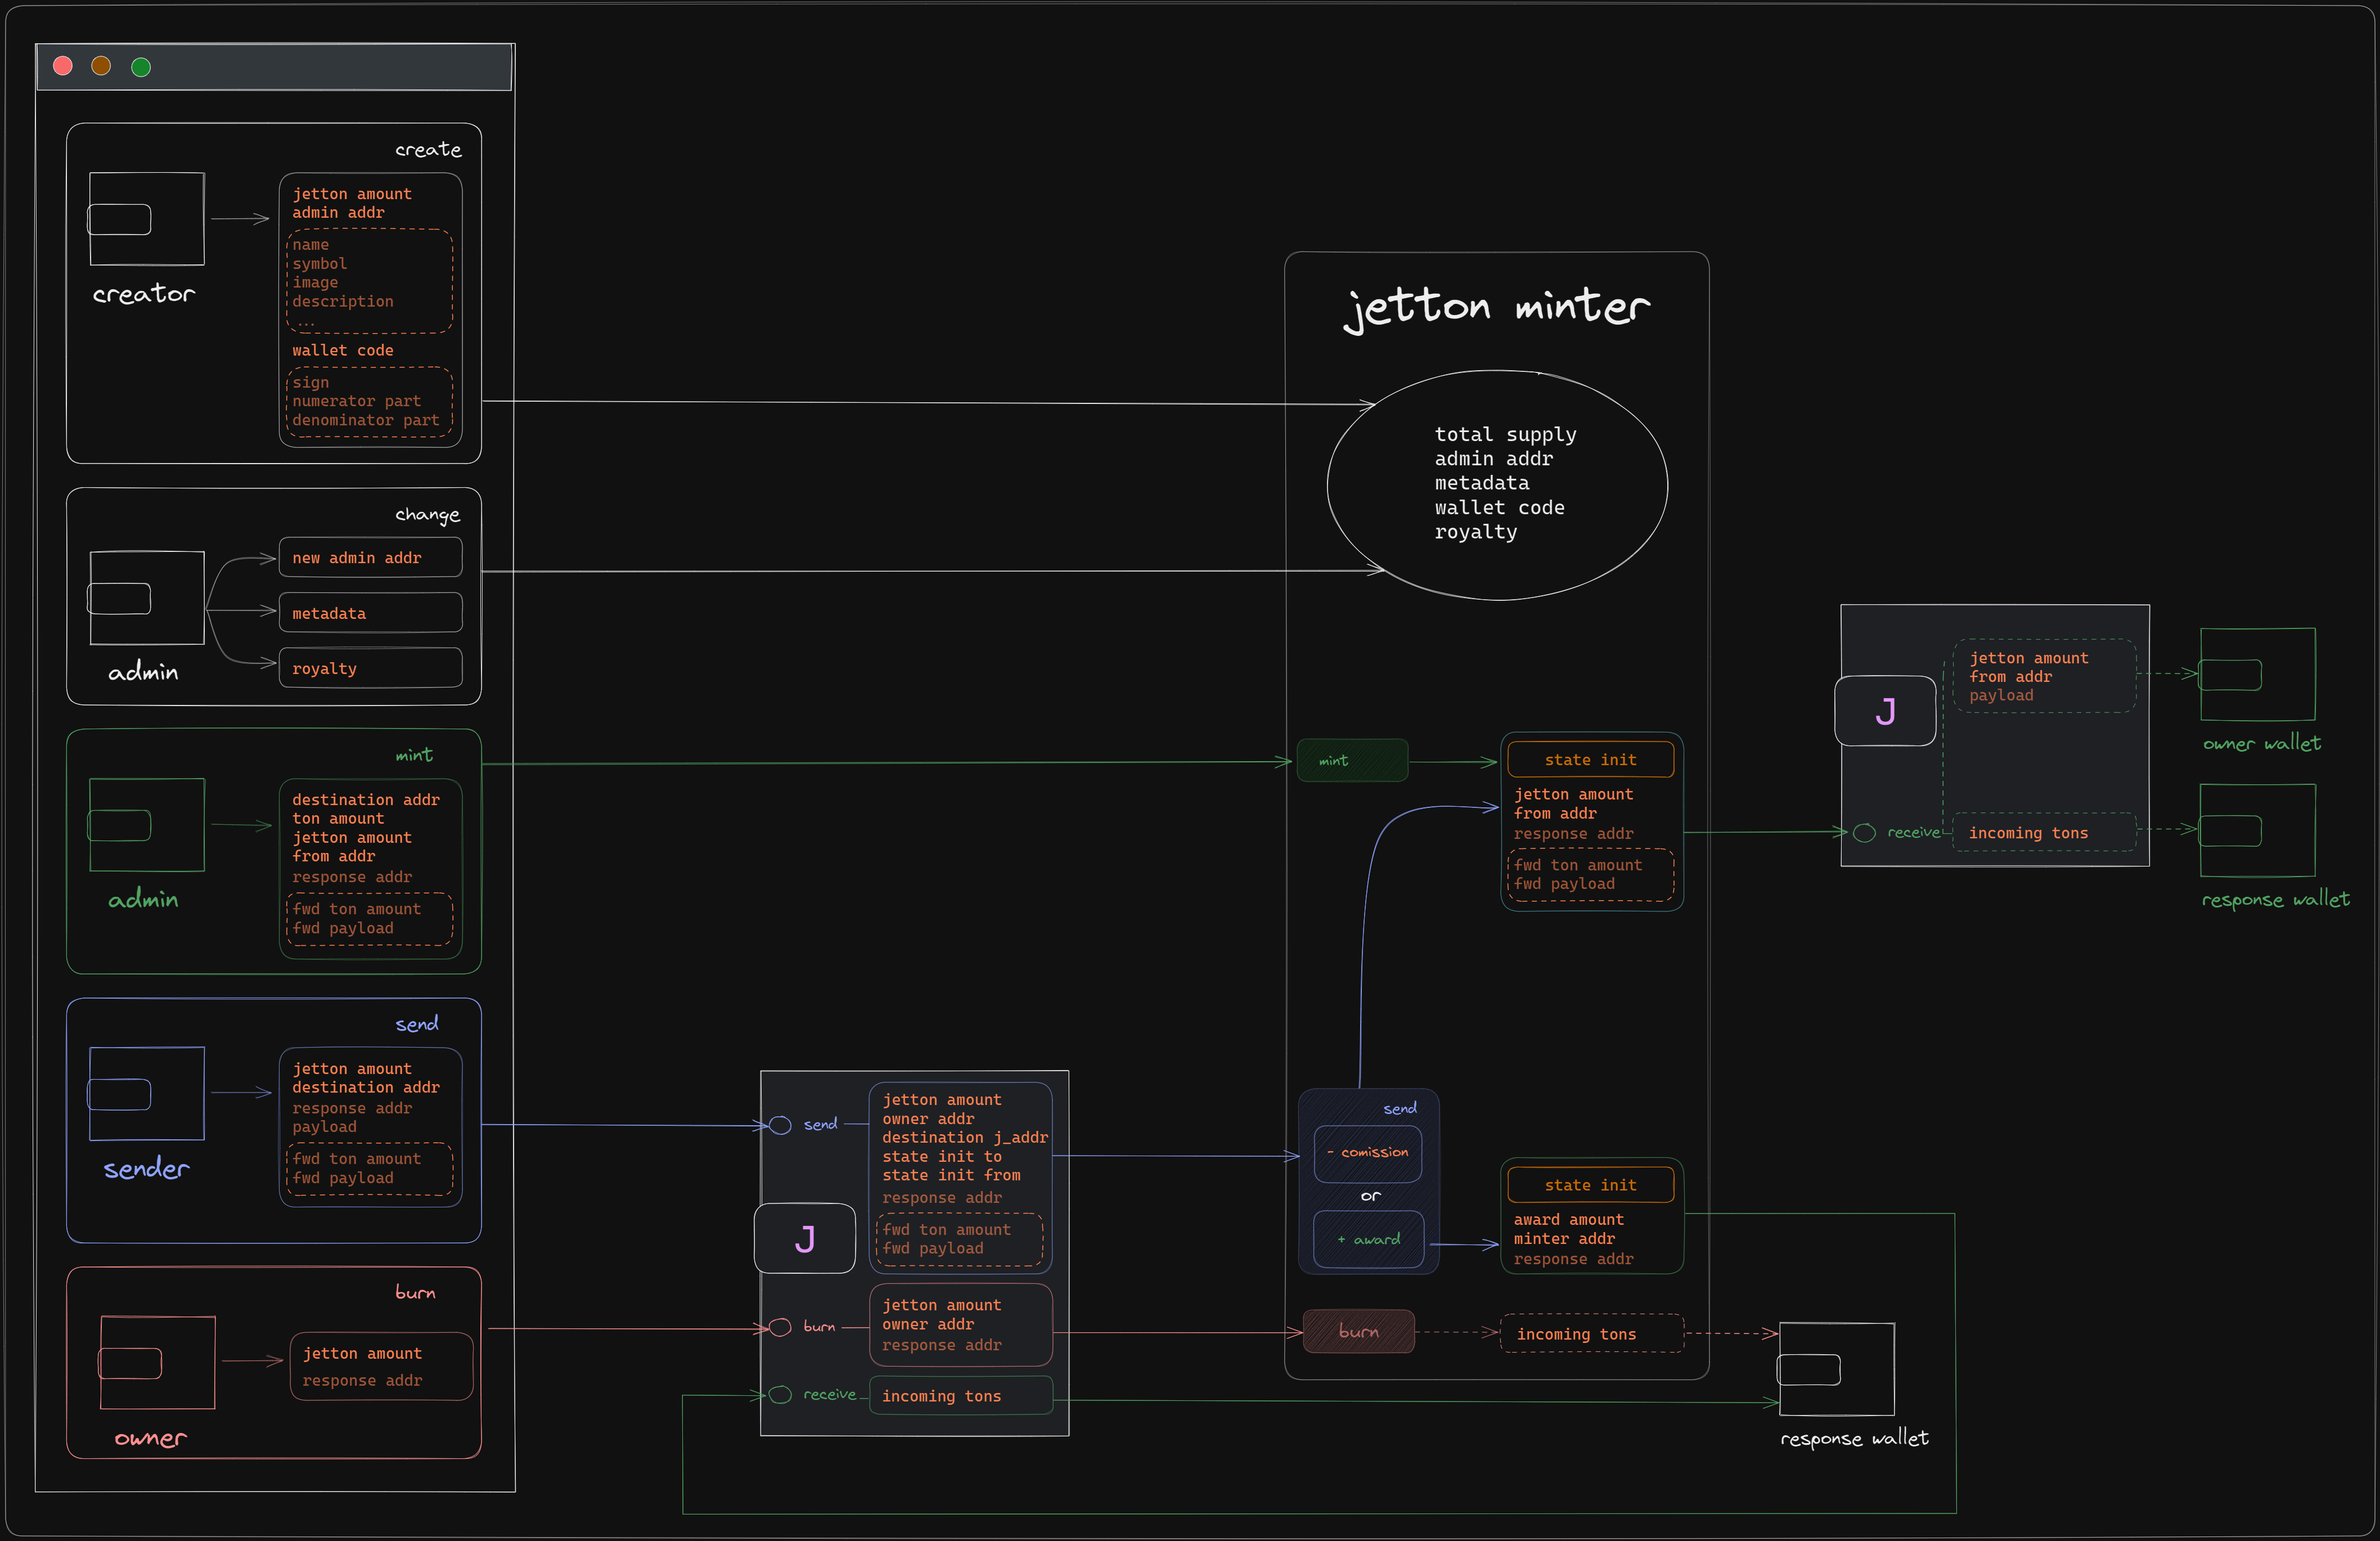 create
jetton amount
admin addr
name
symbol
image
description
...
wallet code
sign
numerator part
denominator part
creator
change
new admin addr
metadata
royalty
admin
mint
destination addr
ton amount
jetton amount
from addr
response addr
fwd ton amount
fwd payload
admin
send
jetton amount
destination addr
response addr
payload
fwd ton amount
fwd payload
sender
burn
jetton amount
response addr
owner
send
jetton amount
owner addr
destination j_addr
state init to
state init from
response addr
fwd ton amount
fwd payload
J
burn
jetton amount
owner addr
response addr
receive
incoming tons
jetton minter
total supply
admin addr
metadata
wallet code
royalty
mint
state init
jetton amount
from addr
response addr
fwd ton amount
fwd payload
send
- comission
or
+ award
state init
award amount
minter addr
response addr
burn
incoming tons
jetton amount
from addr
payload
J
receive
incoming tons
owner wallet
response wallet
response wallet